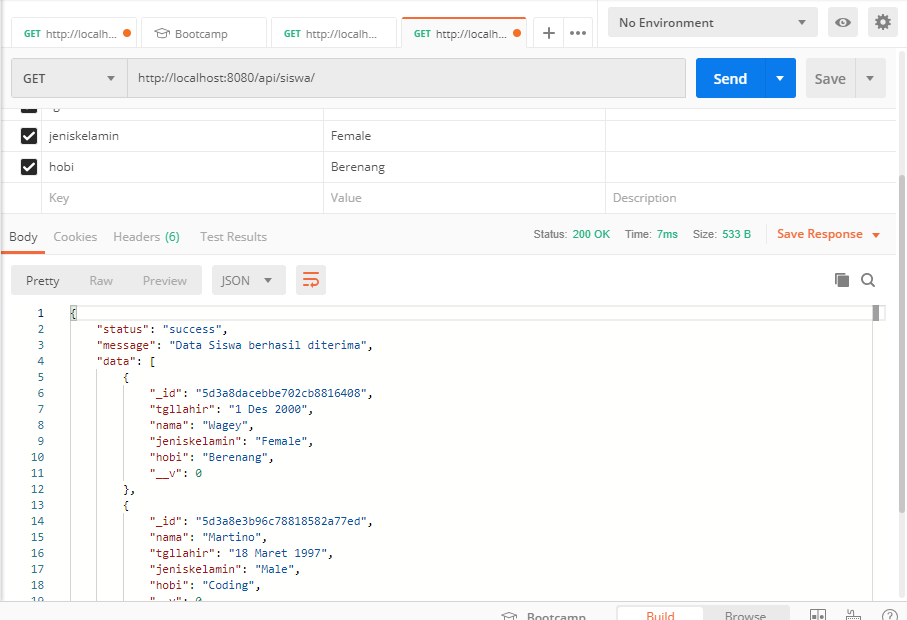 GET http://localh... Bootcamp GET http://localh... GET http://localh... + ••• No Environment
GET http://localhost:8080/api/siswa/ Send Save
jeniskelamin Female
hobi Berenang
Key Value Description
Body Cookies Headers (6) Test Results Status: 200 OK Time: 7ms Size: 533 B Save Response
Pretty Raw Preview JSON
1 {
2 "status": "success",
3 "message": "Data Siswa berhasil diterima",
4 "data": [
5 {
6 "_id": "5d3a8dacebbe702cb8816408",
7 "tgllahir": "1 Des 2000",
8 "nama": "Wagey",
9 "jeniskelamin": "Female",
10 "hobi": "Berenang",
11 "__v": 0
12 },
13 {
14 "_id": "5d3a8e3b96c78818582a77ed",
15 "nama": "Martino",
16 "tgllahir": "18 Maret 1997",
17 "jeniskelamin": "Male",
18 "hobi": "Coding",
19 "__v": 0
Bootcamp Build Browse ?